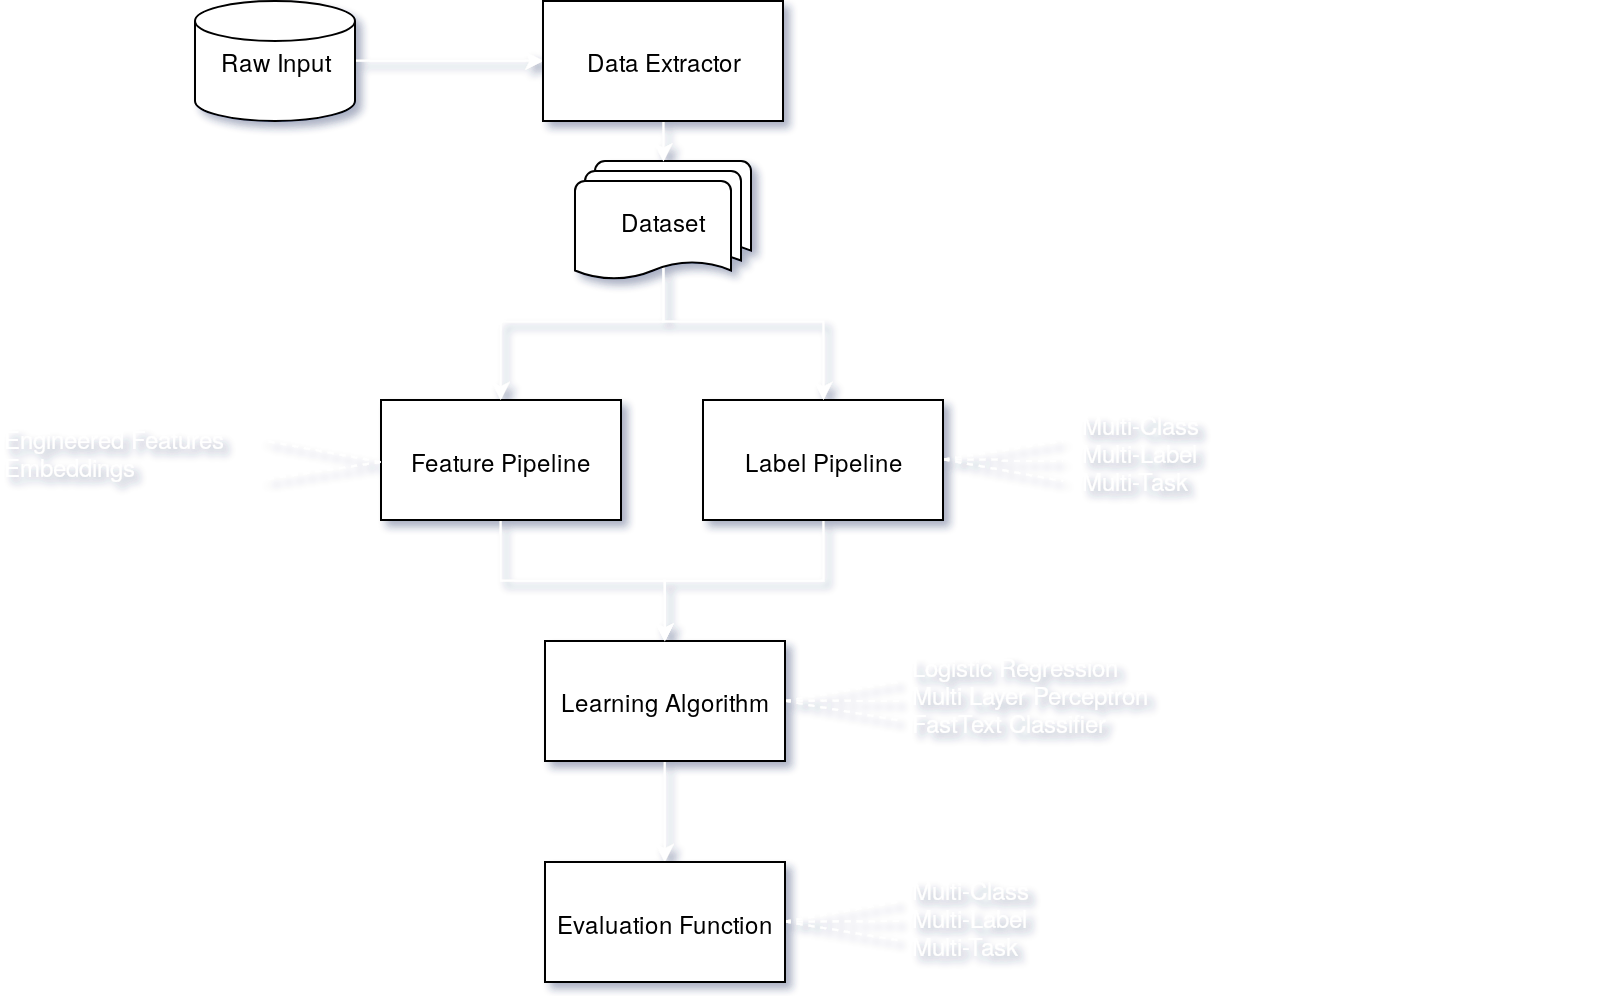 Raw Input
Data Extractor
Dataset
Engineered Features
Embeddings
Feature Pipeline
Label Pipeline
Multi-Class
Multi-Label
Multi-Task
Learning Algorithm
Logistic Regression
Multi Layer Perceptron
FastText Classifier
Evaluation Function
Multi-Class
Multi-Label
Multi-Task